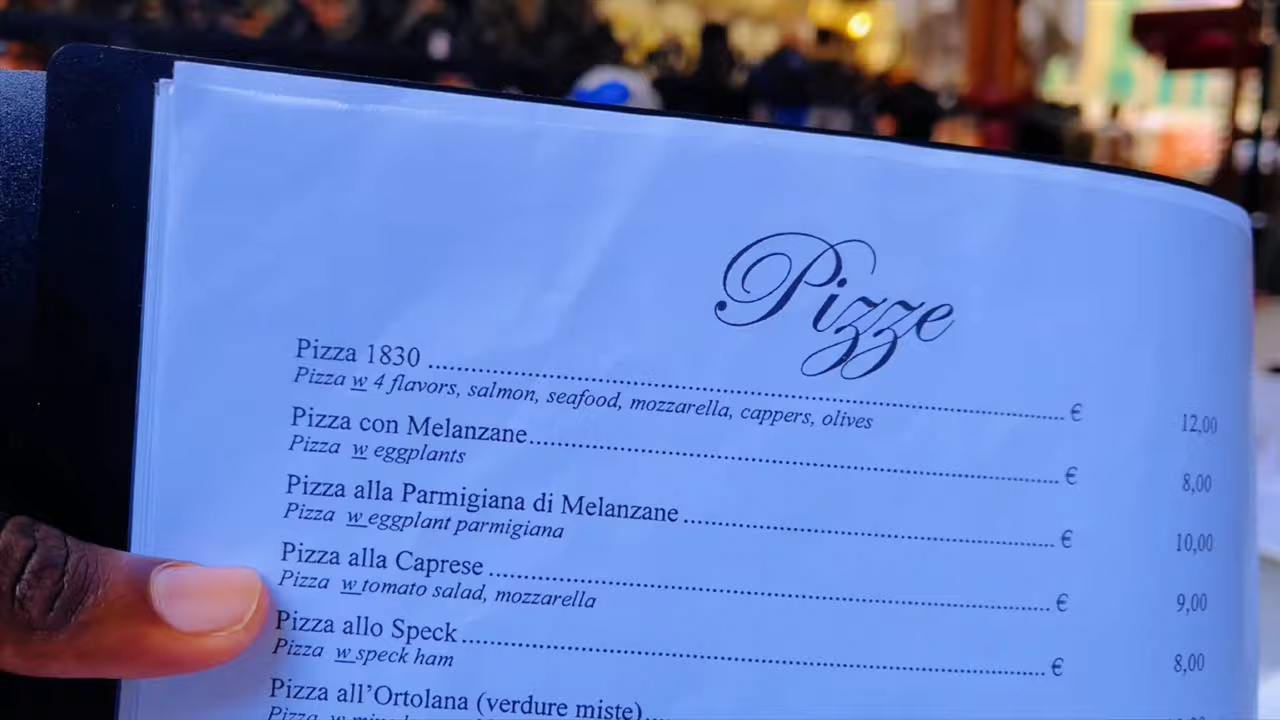 Pizze
Pizza 1830 ........ € 12,00
Pizza w 4 flavors, salmon, seafood, mozzarella, cappers, olives
Pizza con Melanzane ........ € 8,00
Pizza w eggplants
Pizza alla Parmigiana di Melanzane ........ € 10,00
Pizza w eggplant parmigiana
Pizza alla Caprese ........ € 9,00
Pizza w tomato salad, mozzarella
Pizza allo Speck ........ € 8,00
Pizza w speck ham
Pizza all'Ortolana (verdure miste)
Pizza w